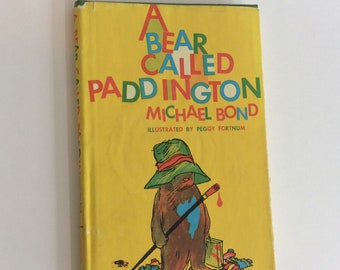 A
BEAR
CALLED
PADDINGTON
MICHAEL BOND
ILLUSTRATED BY PEGGY FORTNUM